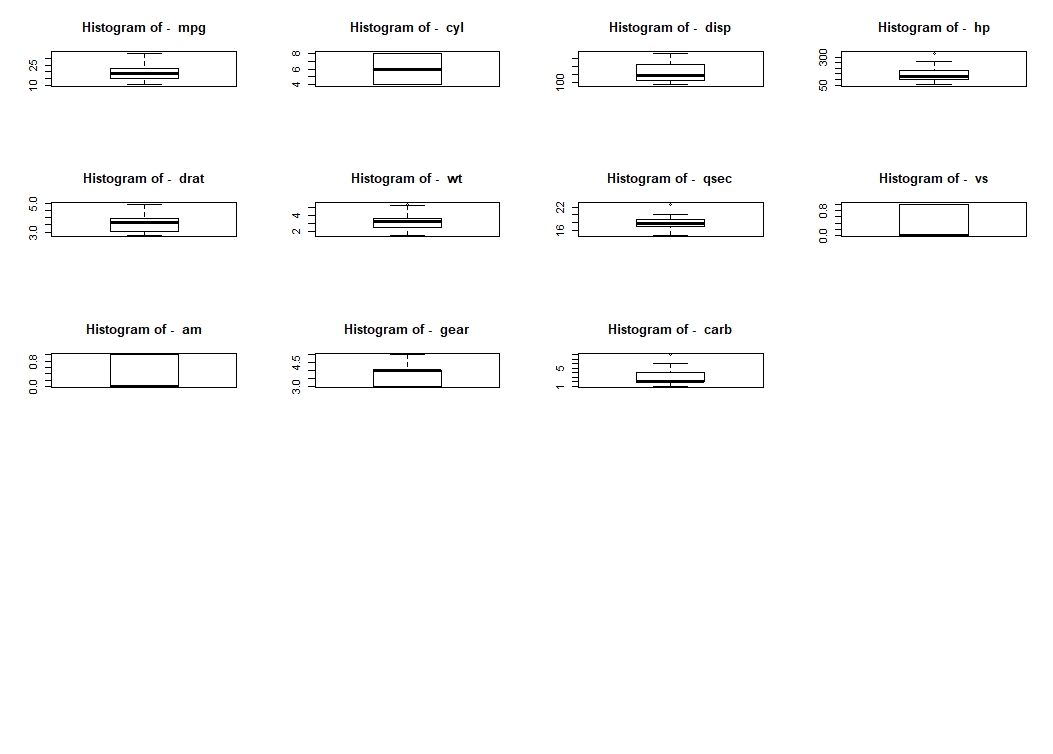 Histogram of - mpg
10 25
Histogram of - cyl
4 6 8
Histogram of - disp
100
Histogram of - hp
50 300
Histogram of - drat
3.0 5.0
Histogram of - wt
2 4
Histogram of - qsec
16 22
Histogram of - vs
0.0 0.8
Histogram of - am
0.0 0.8
Histogram of - gear
3.0 4.5
Histogram of - carb
1 5